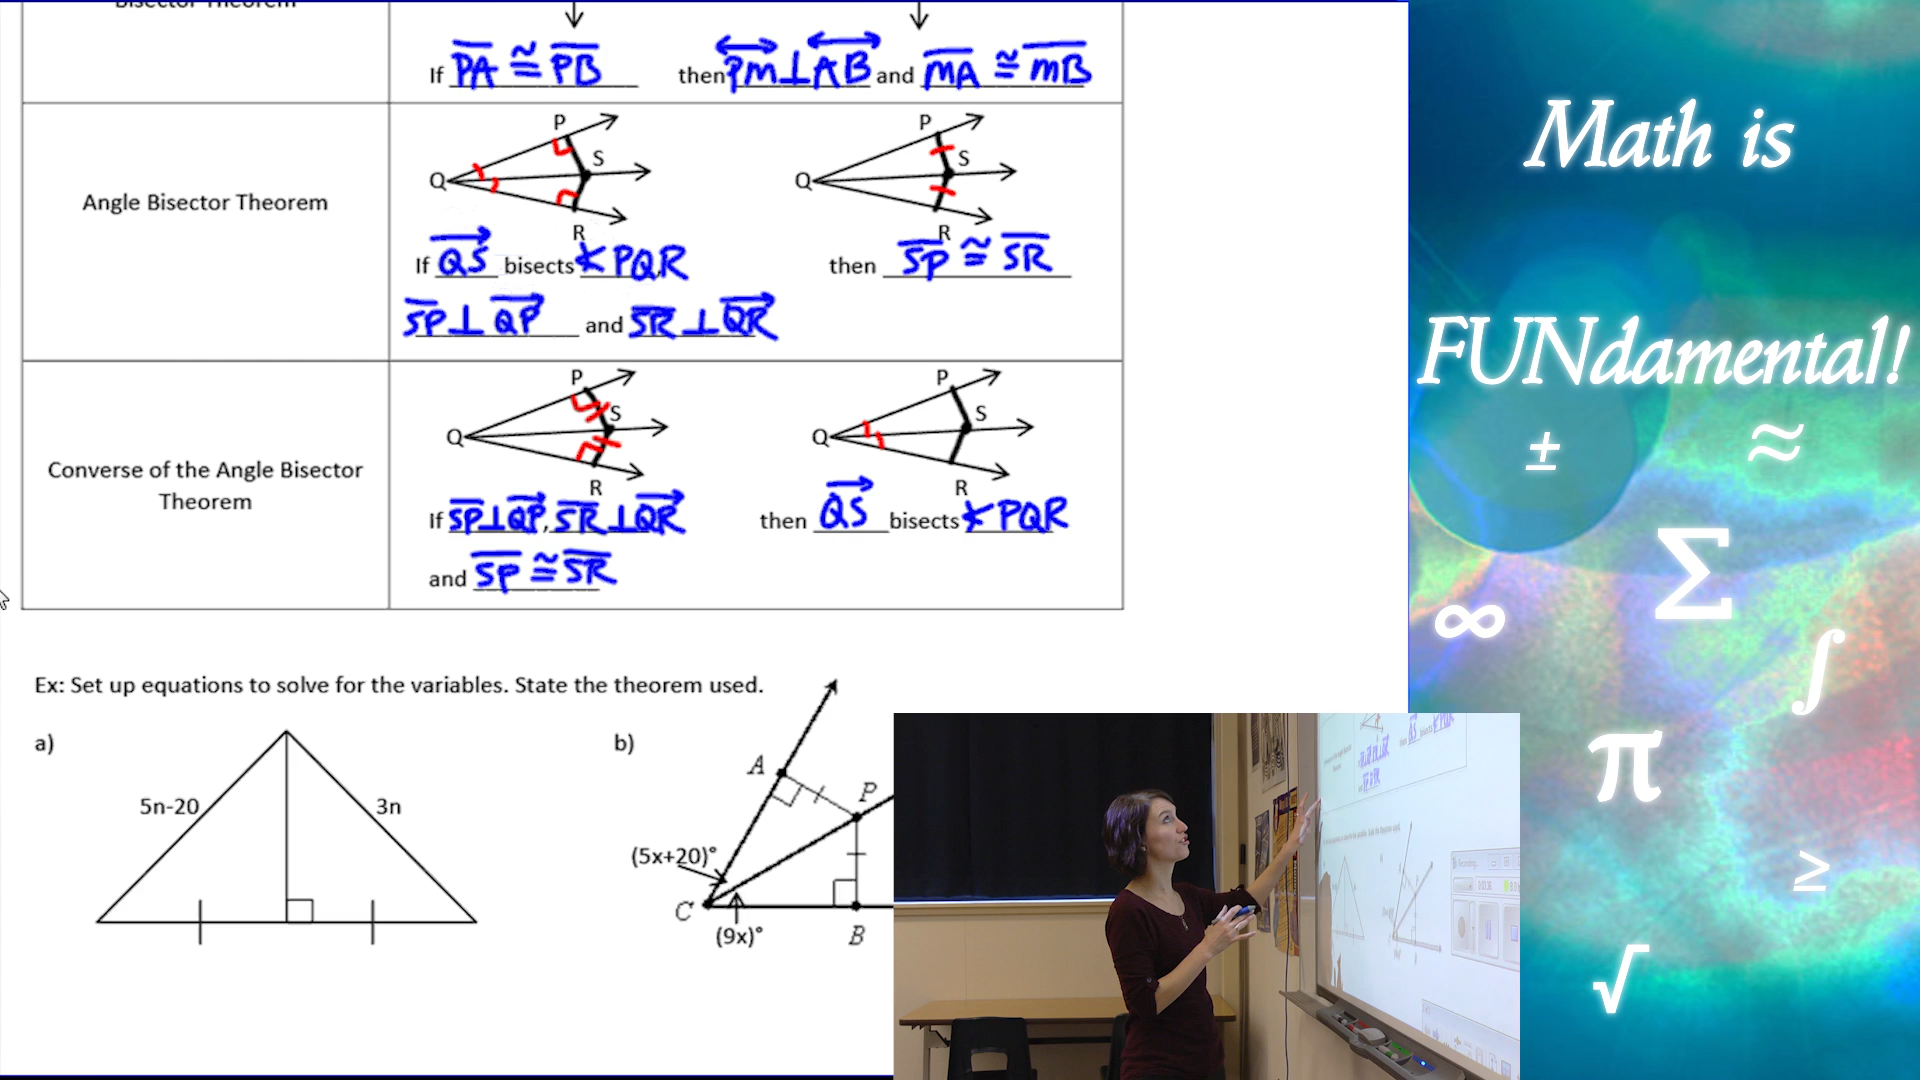 Bisector Theorem
If PA ≅ PB then PM ⊥ AB and MA ≅ MB
Angle Bisector Theorem
P
S
Q
R
P
S
Q
R
If QS bisects ∡PQR
then SP ≅ SR
SP ⊥ QP and SR ⊥ QR
Converse of the Angle Bisector
Theorem
P
S
Q
R
P
S
Q
R
If SP ⊥ QP, SR ⊥ QR
then QS bisects ∡PQR
and SP ≅ SR
Ex: Set up equations to solve for the variables. State the theorem used.
a)
5n-20
3n
b)
A
P
(5x+20)°
C
(9x)°
B
Math is
FUNdamental!
± ≈
Σ
∞
∫
π
≥
√